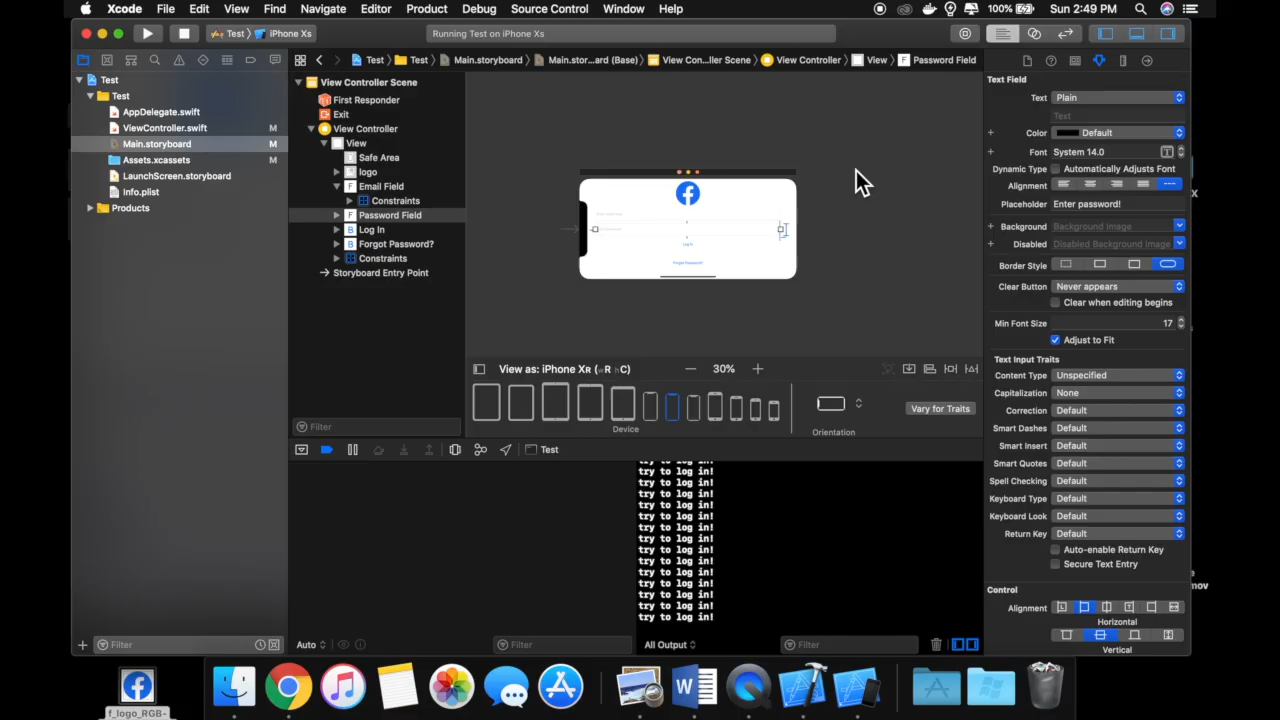 Xcode File Edit View Find Navigate Editor Product Debug Source Control Window Help 100% Sun 2:49 PM
Test iPhone Xs Running Test on iPhone Xs
Test Test Main.storyboard Main.stor...ard (Base) View Con...ller Scene View Controller View F Password Field
Test
Test
AppDelegate.swift
ViewController.swift M
Main.storyboard M
Assets.xcassets M
LaunchScreen.storyboard
Info.plist
Products
Filter
View Controller Scene
First Responder
Exit
View Controller
View
Safe Area
logo
F Email Field
Constraints
F Password Field
B Log In
B Forgot Password?
Constraints
Storyboard Entry Point
Filter
Log In
Forgot Password?
View as: iPhone XR (wR hC) 30%
Device
Orientation
Vary for Traits
Test
try to log in!
try to log in!
try to log in!
try to log in!
try to log in!
try to log in!
try to log in!
try to log in!
try to log in!
try to log in!
try to log in!
try to log in!
try to log in!
try to log in!
Auto Filter All Output Filter
Text Field
Text Plain
Text
Color Default
Font System 14.0
Dynamic Type Automatically Adjusts Font
Alignment
Placeholder Enter password!
Background Background Image
Disabled Disabled Background Image
Border Style
Clear Button Never appears
Clear when editing begins
Min Font Size 17
Adjust to Fit
Text Input Traits
Content Type Unspecified
Capitalization None
Correction Default
Smart Dashes Default
Smart Insert Default
Smart Quotes Default
Spell Checking Default
Keyboard Type Default
Keyboard Look Default
Return Key Default
Auto-enable Return Key
Secure Text Entry
Control
Alignment
Horizontal
Vertical
f_logo_RGB-